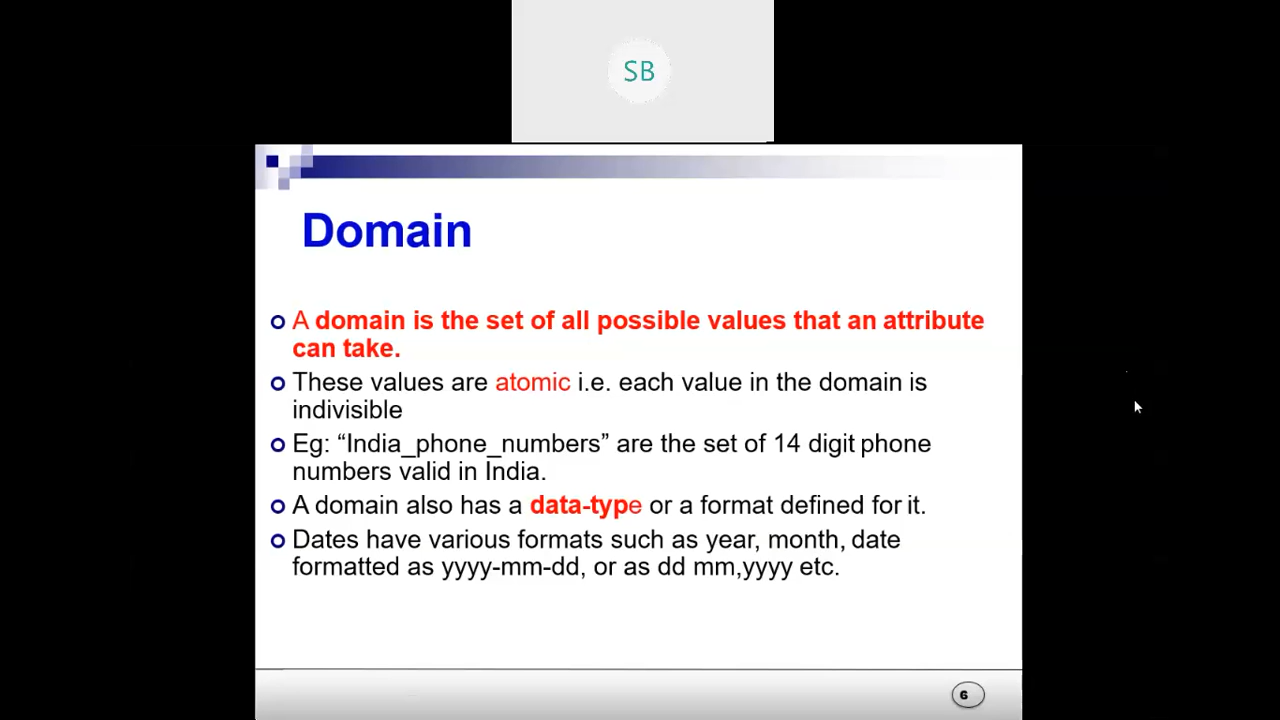 SB
Domain
A domain is the set of all possible values that an attribute
can take.
These values are atomic i.e. each value in the domain is
indivisible
Eg: “India_phone_numbers” are the set of 14 digit phone
numbers valid in India.
A domain also has a data-type or a format defined for it.
Dates have various formats such as year, month, date
formatted as yyyy-mm-dd, or as dd mm,yyyy etc.
6